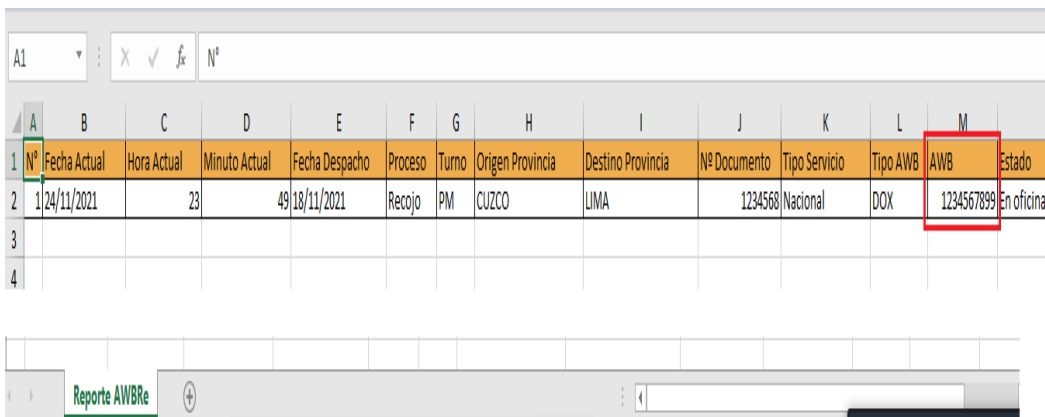 A1 fx N°
A B C D E F G H I J K L M
1 N° Fecha Actual Hora Actual Minuto Actual Fecha Despacho Proceso Turno Origen Provincia Destino Provincia Nº Documento Tipo Servicio Tipo AWB AWB Estado
2 1 24/11/2021 23 49 18/11/2021 Recojo PM CUZCO LIMA 1234568 Nacional DOX 1234567899 En oficina
3
4
Reporte AWBRe